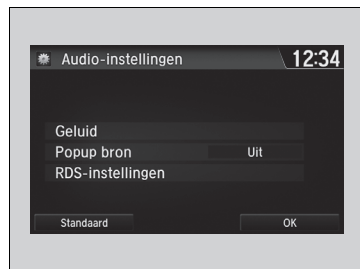 Audio-instellingen 12:34
Geluid
Popup bron Uit
RDS-instellingen
Standaard OK